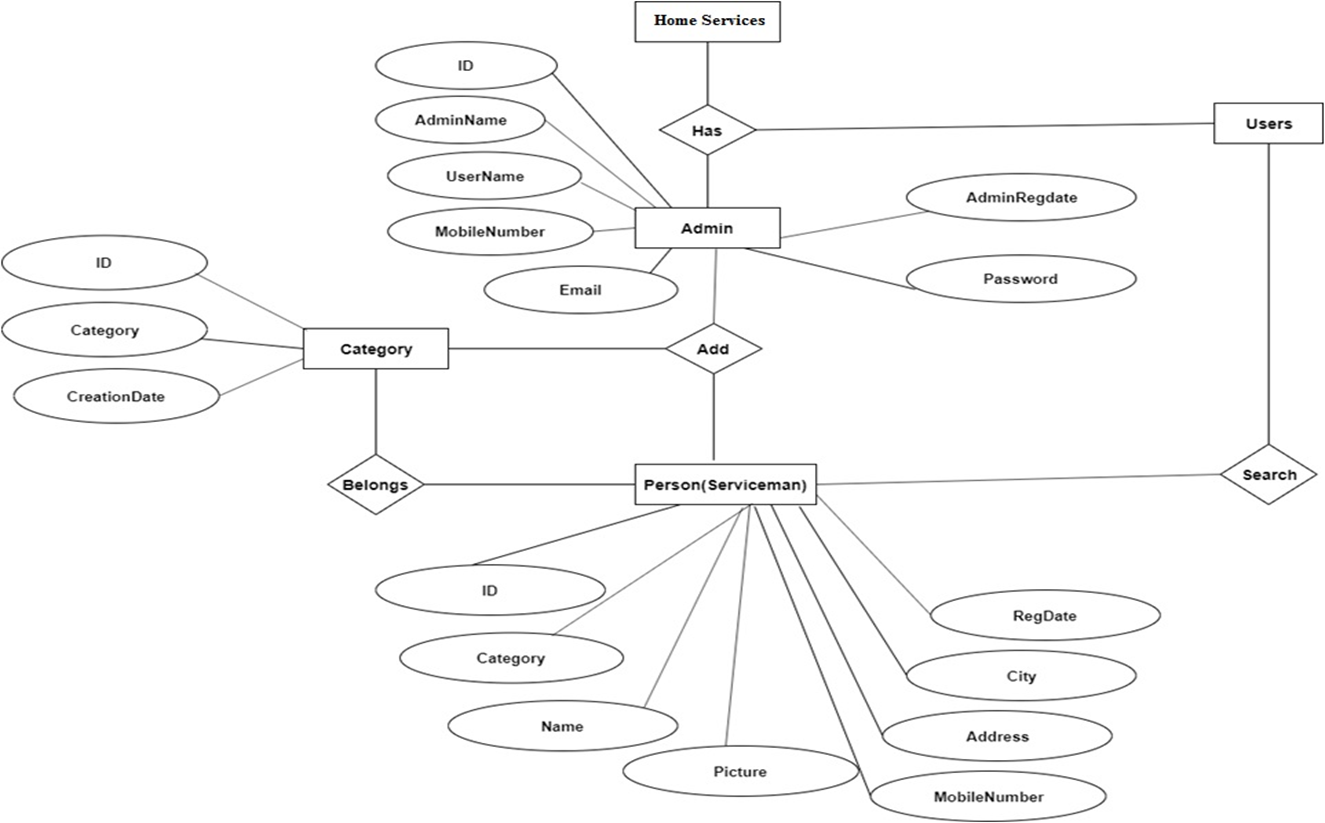 Home Services
ID
AdminName
Has
Users
UserName
AdminRegdate
MobileNumber
Admin
ID
Email
Password
Category
Category
Add
CreationDate
Belongs
Person(Serviceman)
Search
ID
RegDate
Category
City
Name
Address
Picture
MobileNumber